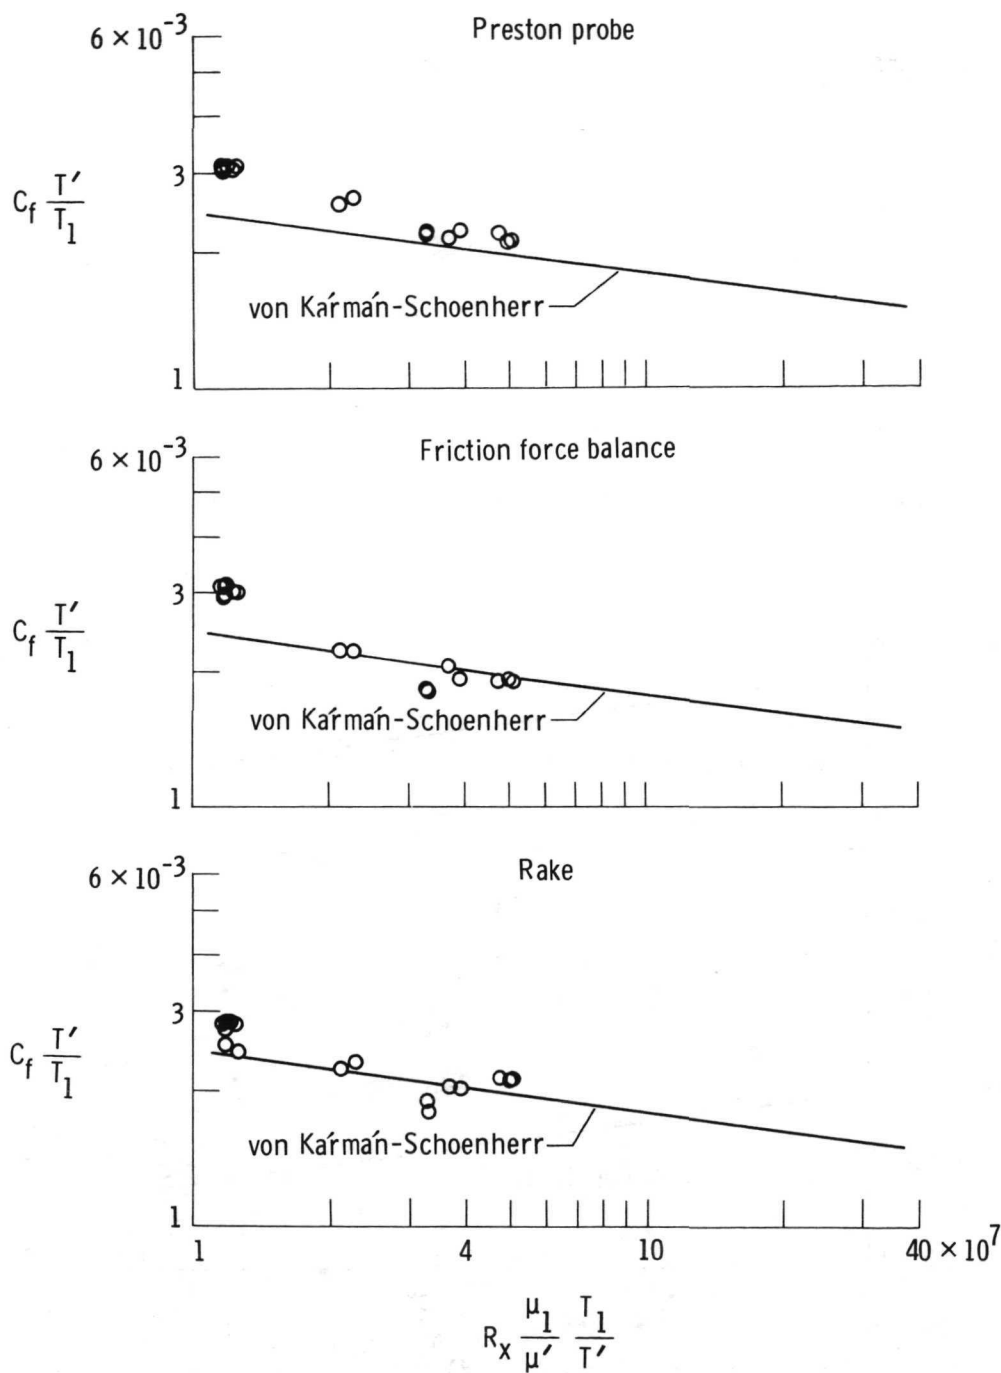 Preston probe
6 × 10⁻³
3
C_f T′/T₁
von Kármán-Schoenherr
1
Friction force balance
6 × 10⁻³
3
C_f T′/T₁
von Kármán-Schoenherr
1
Rake
6 × 10⁻³
3
C_f T′/T₁
von Kármán-Schoenherr
1
1 4 10 40 × 10⁷
R_x μ₁/μ′ T₁/T′